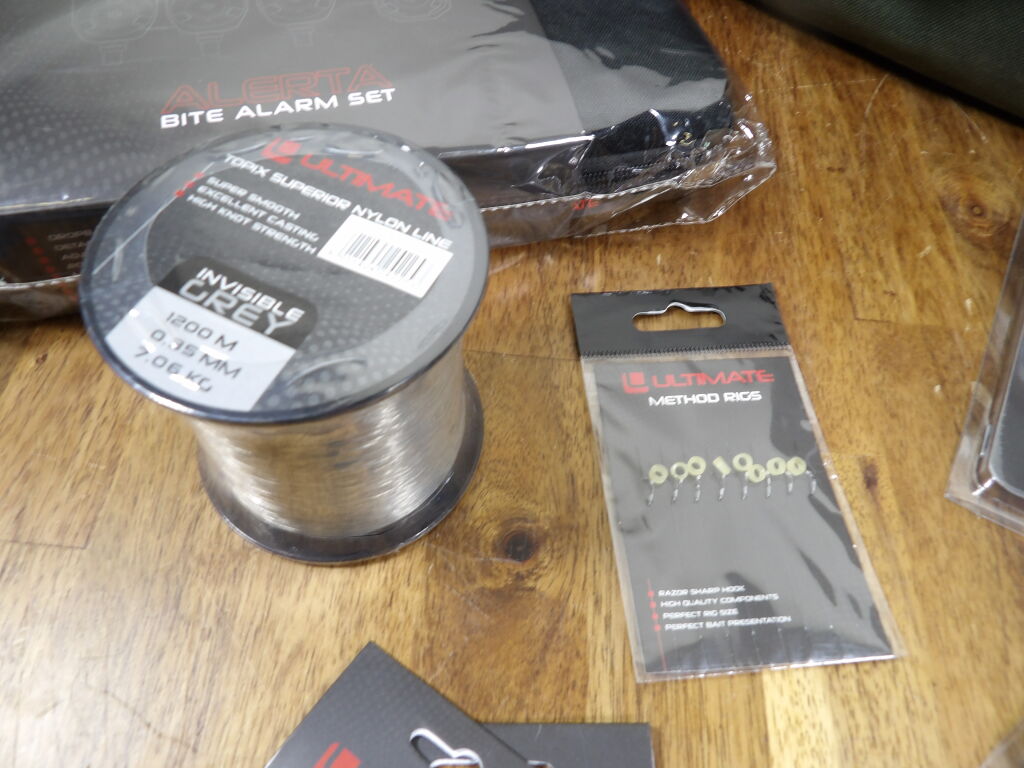 ALERTA
BITE ALARM SET
ULTIMATE
TOPIX SUPERIOR NYLON LINE
SUPER SMOOTH
EXCELLENT CASTING
HIGH KNOT STRENGTH
INVISIBLE
GREY
1200 M
0.35 MM
7.06 KG
ULTIMATE
METHOD RIGS
RAZOR SHARP HOOK
HIGH QUALITY COMPONENTS
PERFECT RIG SIZE
PERFECT BAIT PRESENTATION